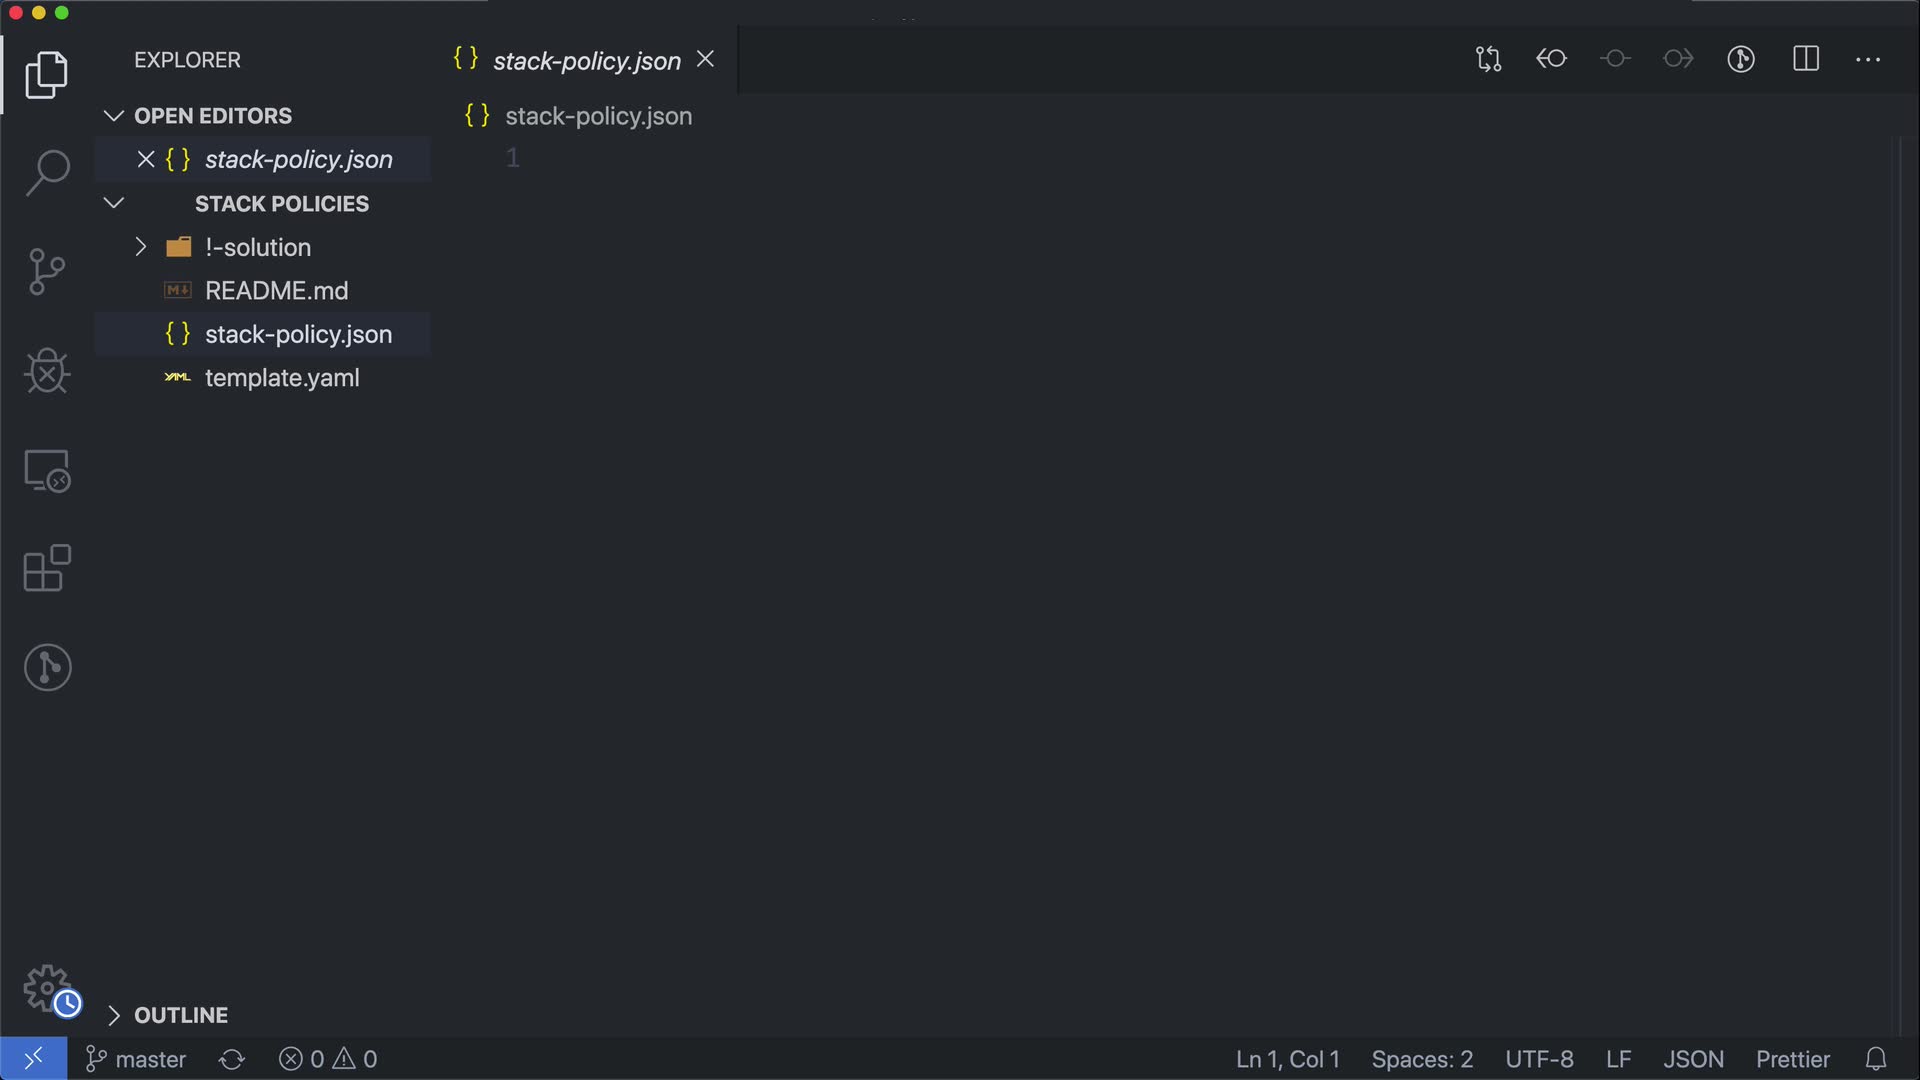 EXPLORER
OPEN EDITORS
stack-policy.json
STACK POLICIES
!-solution
README.md
stack-policy.json
YAML template.yaml
OUTLINE
stack-policy.json
stack-policy.json
1
master 0 0
Ln 1, Col 1 Spaces: 2 UTF-8 LF JSON Prettier